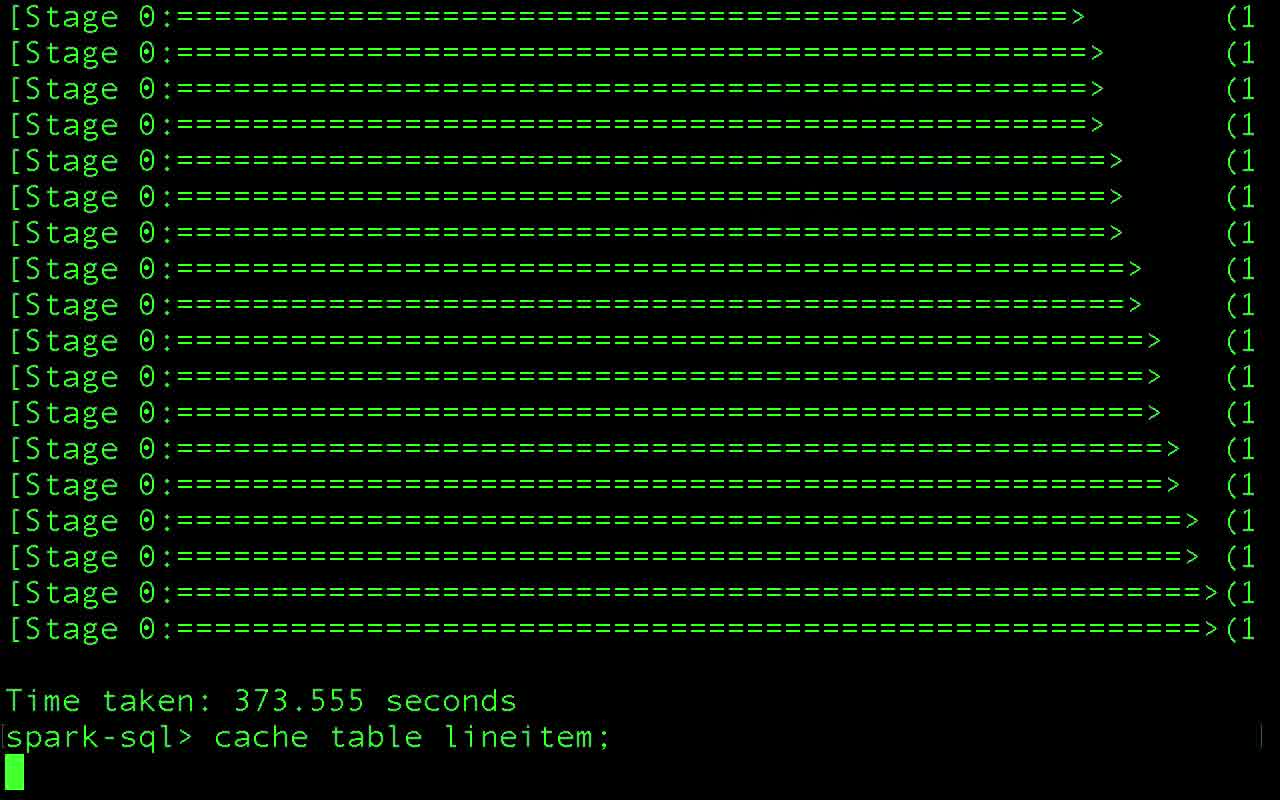 [Stage 0:===============================================> (1
[Stage 0:================================================> (1
[Stage 0:================================================> (1
[Stage 0:================================================> (1
[Stage 0:=================================================> (1
[Stage 0:=================================================> (1
[Stage 0:=================================================> (1
[Stage 0:==================================================> (1
[Stage 0:==================================================> (1
[Stage 0:===================================================> (1
[Stage 0:===================================================> (1
[Stage 0:===================================================> (1
[Stage 0:====================================================> (1
[Stage 0:====================================================> (1
[Stage 0:=====================================================> (1
[Stage 0:=====================================================> (1
[Stage 0:======================================================>(1
[Stage 0:======================================================>(1
Time taken: 373.555 seconds
[spark-sql> cache table lineitem; ]